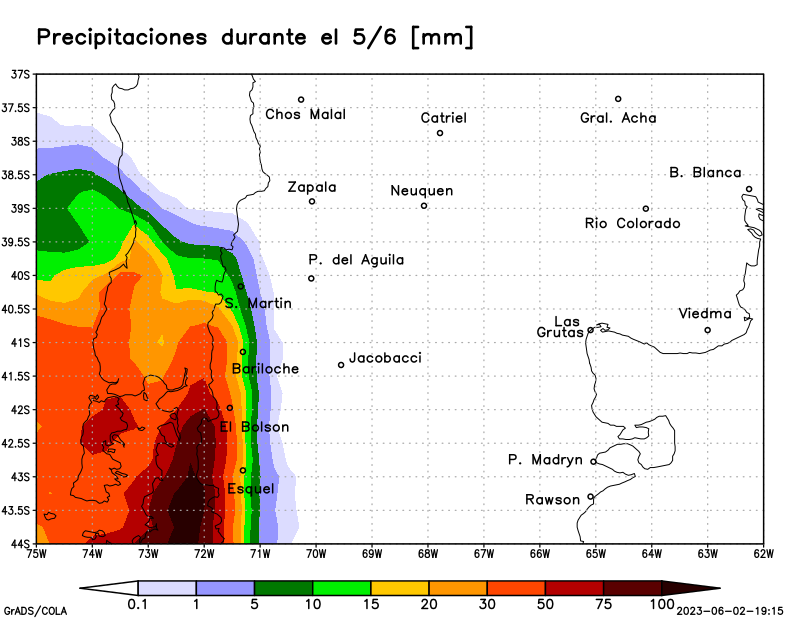 Precipitaciones durante el 5/6 [mm]
37S
37.5S
38S
38.5S
39S
39.5S
40S
40.5S
41S
41.5S
42S
42.5S
43S
43.5S
44S
Chos Malal
Catriel
Gral. Acha
B. Blanca
Zapala
Neuquen
Rio Colorado
P. del Aguila
S. Martin
Viedma
Las
Grutas
Bariloche
Jacobacci
El Bolson
P. Madryn
Esquel
Rawson
75W 74W 73W 72W 71W 70W 69W 68W 67W 66W 65W 64W 63W 62W
0.1 1 5 10 15 20 30 50 75 100
GrADS/COLA
2023-06-02-19:15